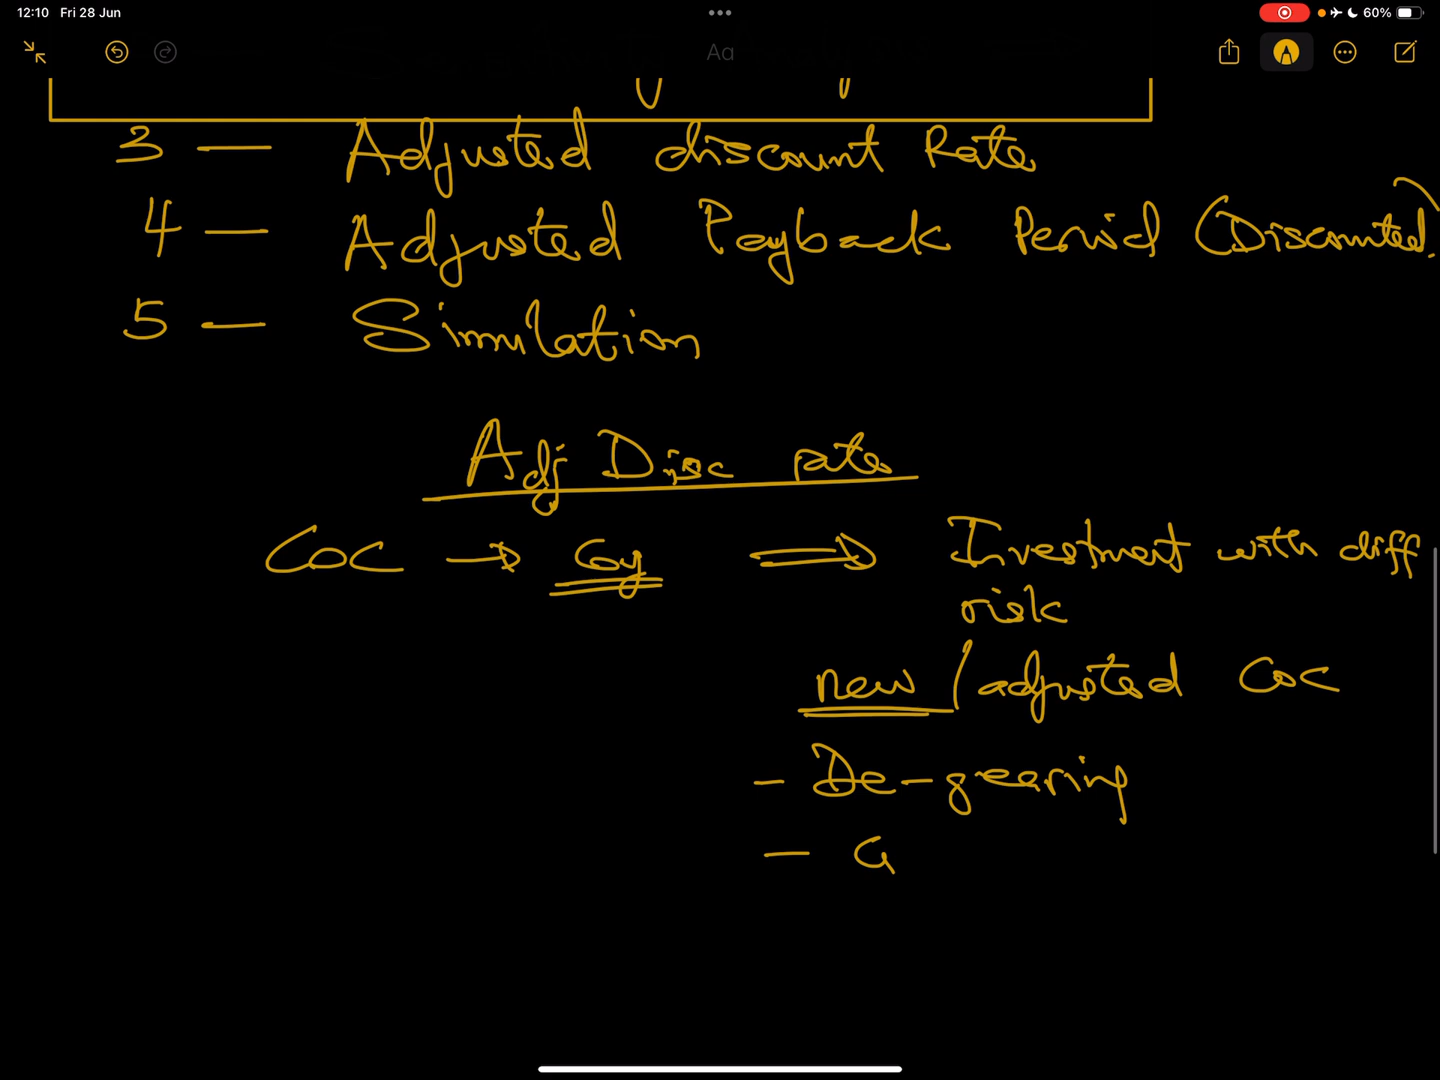 12:10 Fri 28 Jun
60%
Aa
3 — Adjusted discount Rate
4 — Adjusted Payback Period (Discounted)
5 — Simulation
Adj Disc rate
CoC → Coy ⇒ Investment with diff
risk
new / adjusted CoC
— De-gearing
— G